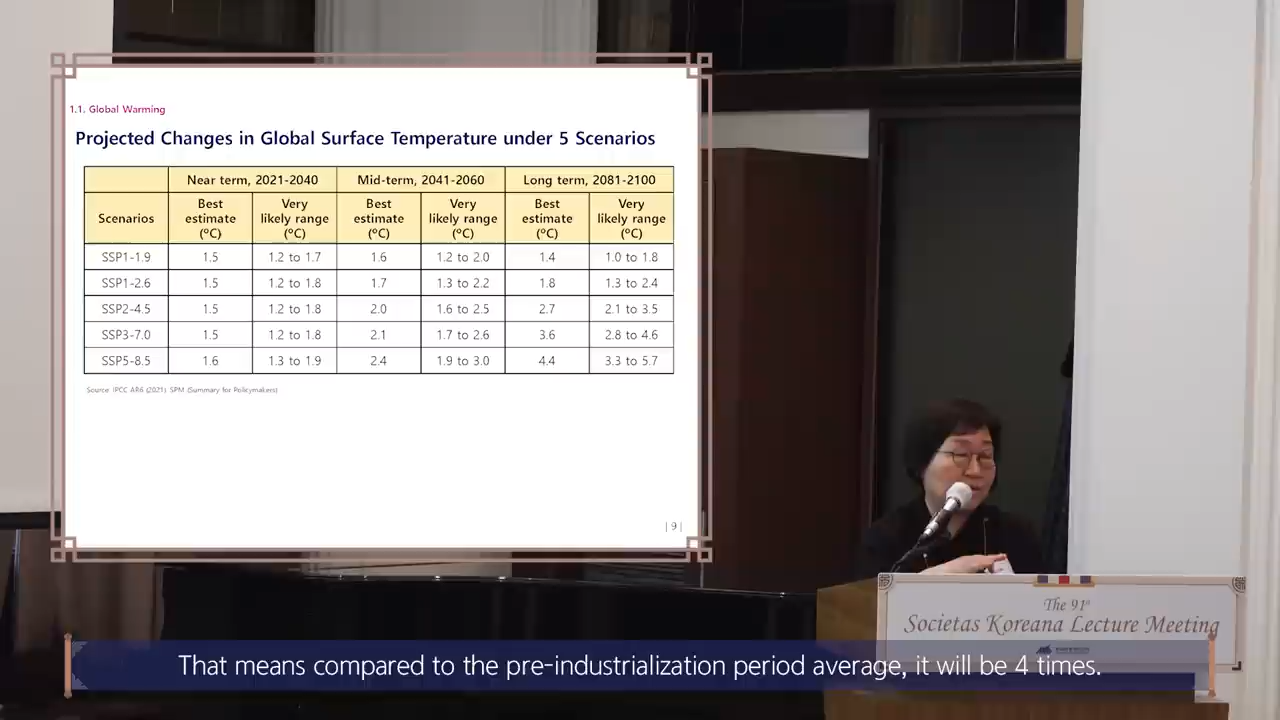 1.1. Global Warming
Projected Changes in Global Surface Temperature under 5 Scenarios
Near term, 2021-2040 Mid-term, 2041-2060 Long term, 2081-2100
Scenarios Best estimate (ºC) Very likely range (ºC) Best estimate (ºC) Very likely range (ºC) Best estimate (ºC) Very likely range (ºC)
SSP1-1.9 1.5 1.2 to 1.7 1.6 1.2 to 2.0 1.4 1.0 to 1.8
SSP1-2.6 1.5 1.2 to 1.8 1.7 1.3 to 2.2 1.8 1.3 to 2.4
SSP2-4.5 1.5 1.2 to 1.8 2.0 1.6 to 2.5 2.7 2.1 to 3.5
SSP3-7.0 1.5 1.2 to 1.8 2.1 1.7 to 2.6 3.6 2.8 to 4.6
SSP5-8.5 1.6 1.3 to 1.9 2.4 1.9 to 3.0 4.4 3.3 to 5.7
Source: IPCC AR6 (2021) SPM (Summary for Policymakers)
| 9 |
The 91st
Societas Koreana Lecture Meeting
That means compared to the pre-industrialization period average, it will be 4 times.